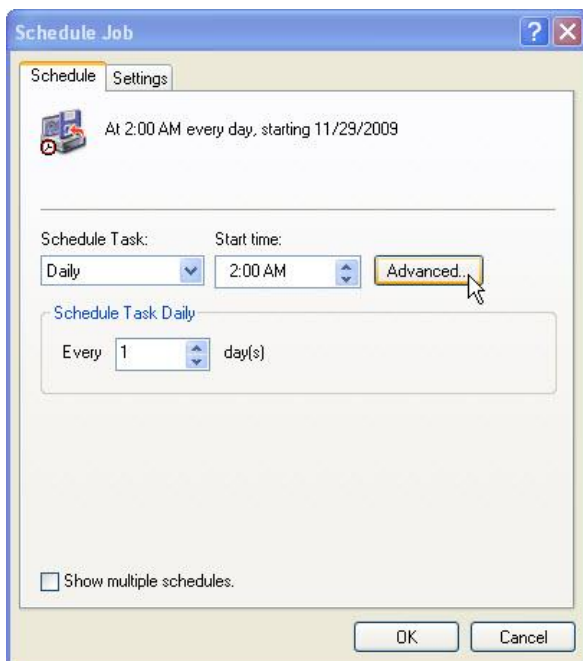 Schedule Job
Schedule Settings
At 2:00 AM every day, starting 11/29/2009
Schedule Task: Start time:
Daily 2:00 AM Advanced...
Schedule Task Daily
Every 1 day(s)
Show multiple schedules.
OK Cancel